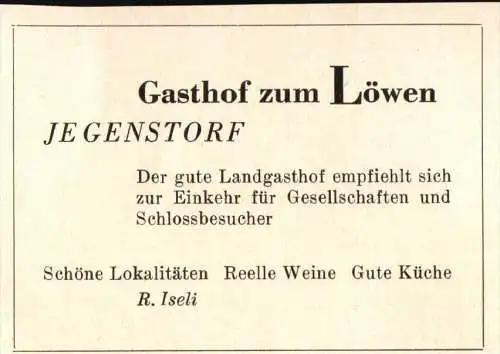 Gasthof zum Löwen
JEGENSTORF
Der gute Landgasthof empfiehlt sich
zur Einkehr für Gesellschaften und
Schlossbesucher
Schöne Lokalitäten Reelle Weine Gute Küche
R. Iseli